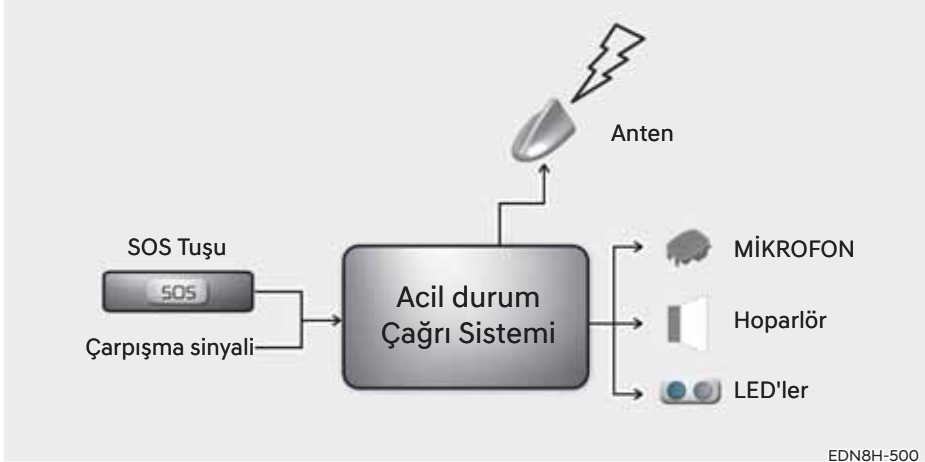 Anten
SOS Tuşu
SOS
Çarpışma sinyali
Acil durum
Çağrı Sistemi
MİKROFON
Hoparlör
LED'ler
EDN8H-500